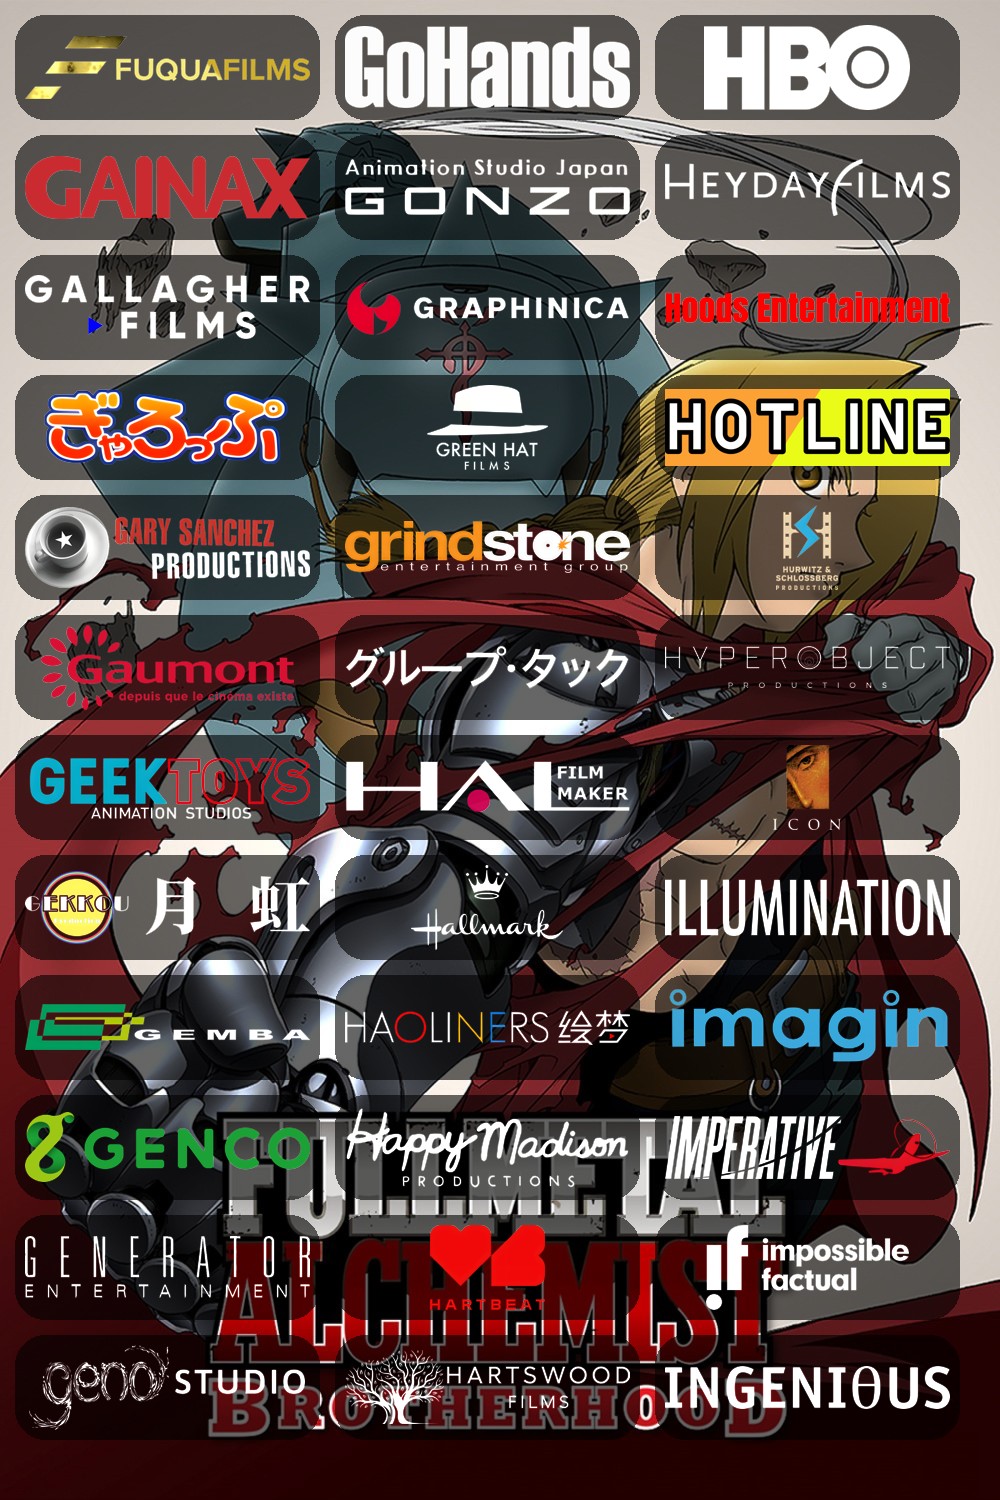 FUQUAFILMS
GoHands
HBO
GAINAX
Animation Studio Japan
GONZO
HEYDAY FILMS
GALLAGHER
FILMS
GRAPHINICA
Hoods Entertainment
ぎゃろっぷ
GREEN HAT
FILMS
HOTLINE
GARY SANCHEZ
PRODUCTIONS
grindstone
entertainment group
HURWITZ &
SCHLOSSBERG
PRODUCTIONS
Gaumont
depuis que le cinéma existe
グループ·タック
HYPEROBJECT
PRODUCTIONS
GEEKTOYS
ANIMATION STUDIOS
HAL
FILM
MAKER
ICON
GEKKOU
月虹
Hallmark
ILLUMINATION
GEMBA
HAOLINERS 绘梦
imagin
GENCO
Happy Madison
PRODUCTIONS
IMPERATIVE
GENERATOR
ENTERTAINMENT
HARTBEAT
impossible
factual
geno STUDIO
HARTSWOOD
FILMS
INGENIOUS
FULLMETAL
ALCHEMIST
BROTHERHOOD